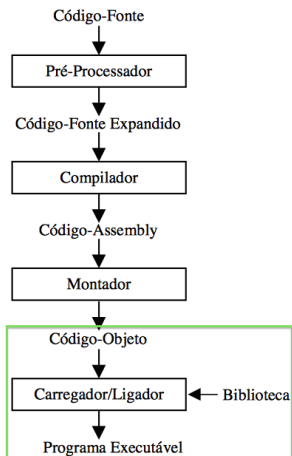 Código-Fonte
Pré-Processador
Código-Fonte Expandido
Compilador
Código-Assembly
Montador
Código-Objeto
Carregador/Ligador
Biblioteca
Programa Executável